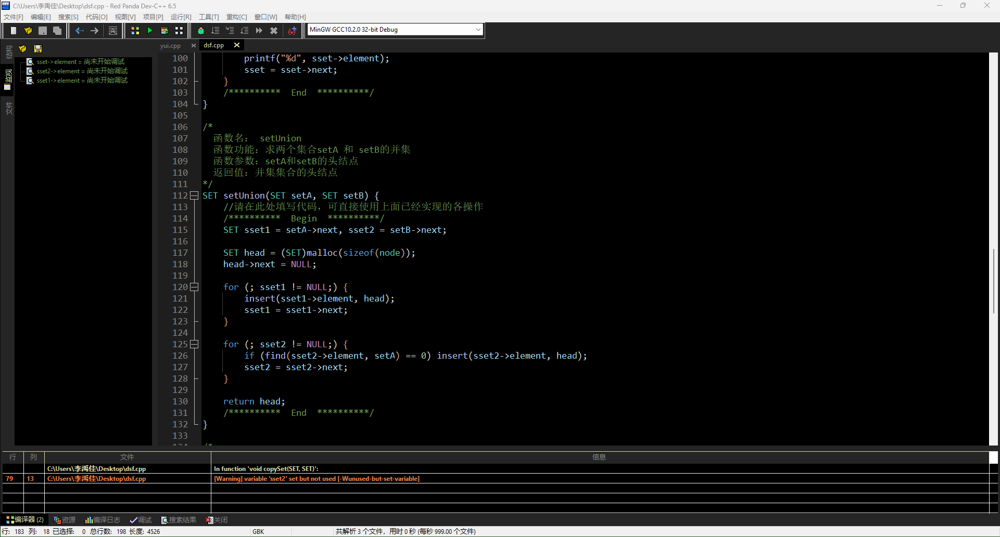 C:\Users\李禹佳\Desktop\dsf.cpp - Red Panda Dev-C++ 6.5
文件[F] 编辑[E] 搜索[S] 代码[O] 视图[V] 项目[P] 运行[R] 工具[T] 重构[C] 窗口[W] 帮助[H]
MinGW GCC10.2.0 32-bit Debug
结构
监视
文件
sset->element = 尚未开始调试
sset2->element = 尚未开始调试
sset1->element = 尚未开始调试
yui.cpp dsf.cpp
100 printf("%d", sset->element);
101 sset = sset->next;
102 }
103 /********** End **********/
104 }
105
106 /*
107 函数名: setUnion
108 函数功能: 求两个集合setA 和 setB的并集
109 函数参数: setA和setB的头结点
110 返回值: 并集集合的头结点
111 */
112 SET setUnion(SET setA, SET setB) {
113 //请在此处填写代码, 可直接使用上面已经实现的各操作
114 /********** Begin **********/
115 SET sset1 = setA->next, sset2 = setB->next;
116
117 SET head = (SET)malloc(sizeof(node));
118 head->next = NULL;
119
120 for (; sset1 != NULL;) {
121 insert(sset1->element, head);
122 sset1 = sset1->next;
123 }
124
125 for (; sset2 != NULL;) {
126 if (find(sset2->element, setA) == 0) insert(sset2->element, head);
127 sset2 = sset2->next;
128 }
129
130 return head;
131 /********** End **********/
132 }
133
134 /*
行 列 文件 信息
C:\Users\李禹佳\Desktop\dsf.cpp In function 'void copySet(SET, SET)':
79 13 C:\Users\李禹佳\Desktop\dsf.cpp [Warning] variable 'sset2' set but not used [-Wunused-but-set-variable]
编译器 (2) 资源 编译日志 调试 搜索结果 关闭
行: 183 列: 18 已选择: 0 总行数: 198 长度: 4526 GBK 共解析 3 个文件, 用时 0 秒 (每秒 999.00 个文件)